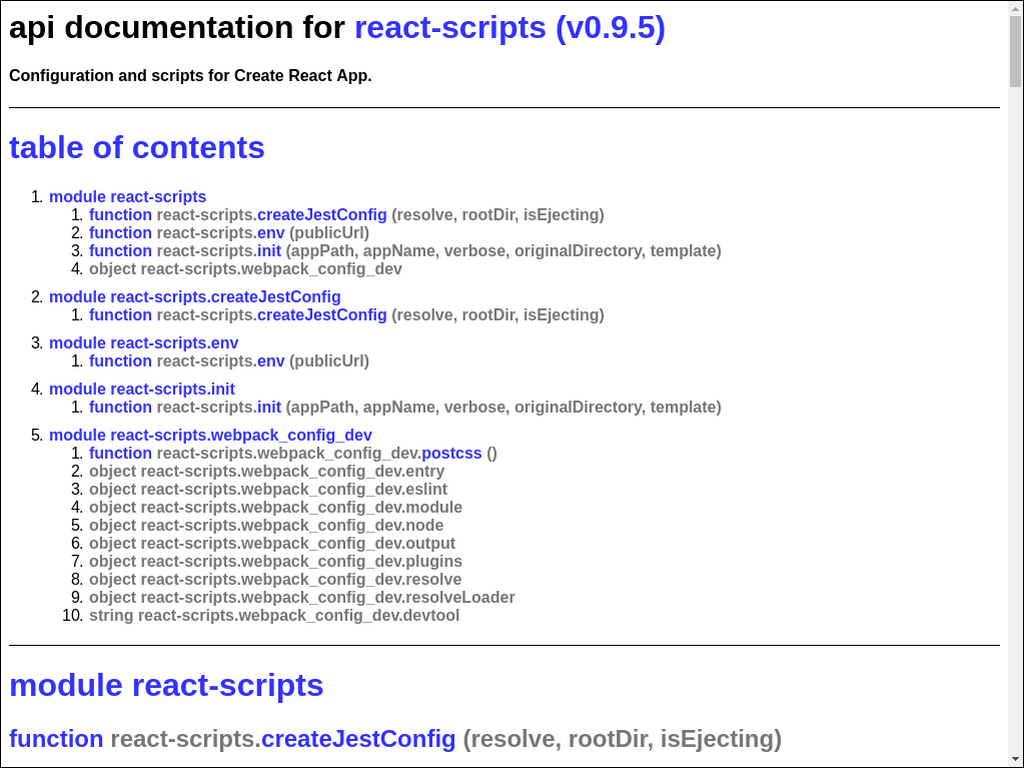 api documentation for react-scripts (v0.9.5)
Configuration and scripts for Create React App.
table of contents
1. module react-scripts
1. function react-scripts.createJestConfig (resolve, rootDir, isEjecting)
2. function react-scripts.env (publicUrl)
3. function react-scripts.init (appPath, appName, verbose, originalDirectory, template)
4. object react-scripts.webpack_config_dev
2. module react-scripts.createJestConfig
1. function react-scripts.createJestConfig (resolve, rootDir, isEjecting)
3. module react-scripts.env
1. function react-scripts.env (publicUrl)
4. module react-scripts.init
1. function react-scripts.init (appPath, appName, verbose, originalDirectory, template)
5. module react-scripts.webpack_config_dev
1. function react-scripts.webpack_config_dev.postcss ()
2. object react-scripts.webpack_config_dev.entry
3. object react-scripts.webpack_config_dev.eslint
4. object react-scripts.webpack_config_dev.module
5. object react-scripts.webpack_config_dev.node
6. object react-scripts.webpack_config_dev.output
7. object react-scripts.webpack_config_dev.plugins
8. object react-scripts.webpack_config_dev.resolve
9. object react-scripts.webpack_config_dev.resolveLoader
10. string react-scripts.webpack_config_dev.devtool
module react-scripts
function react-scripts.createJestConfig (resolve, rootDir, isEjecting)